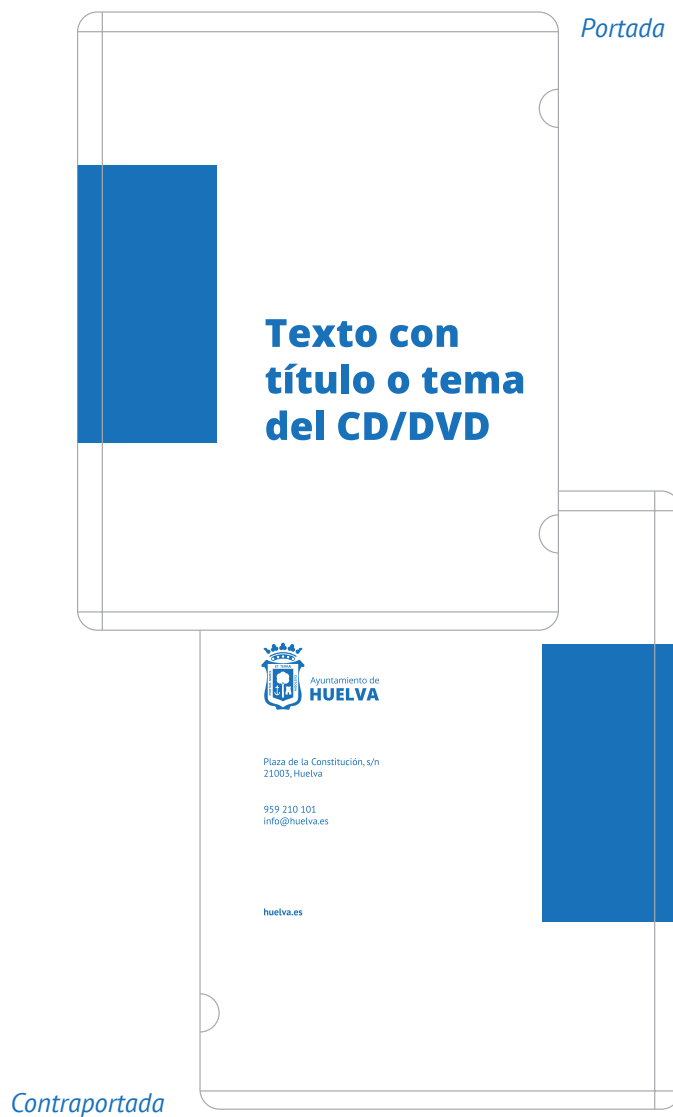 Portada
Texto con
título o tema
del CD/DVD
Ayuntamiento de
HUELVA
Plaza de la Constitución, s/n
21003, Huelva
959 210 101
info@huelva.es
huelva.es
Contraportada